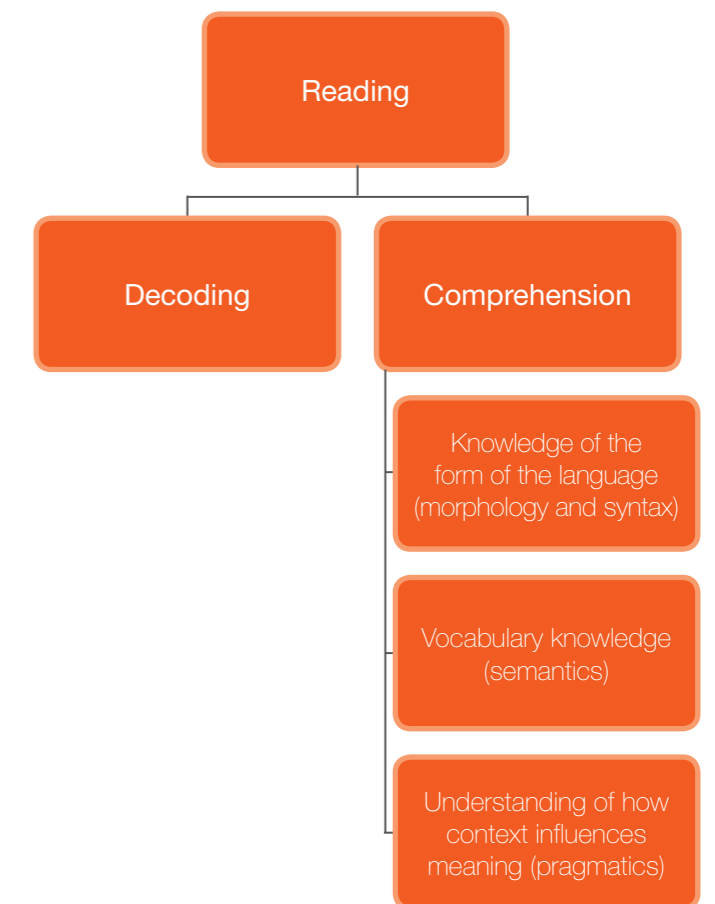 Reading
Decoding
Comprehension
Knowledge of the
form of the language
(morphology and syntax)
Vocabulary knowledge
(semantics)
Understanding of how
context influences
meaning (pragmatics)